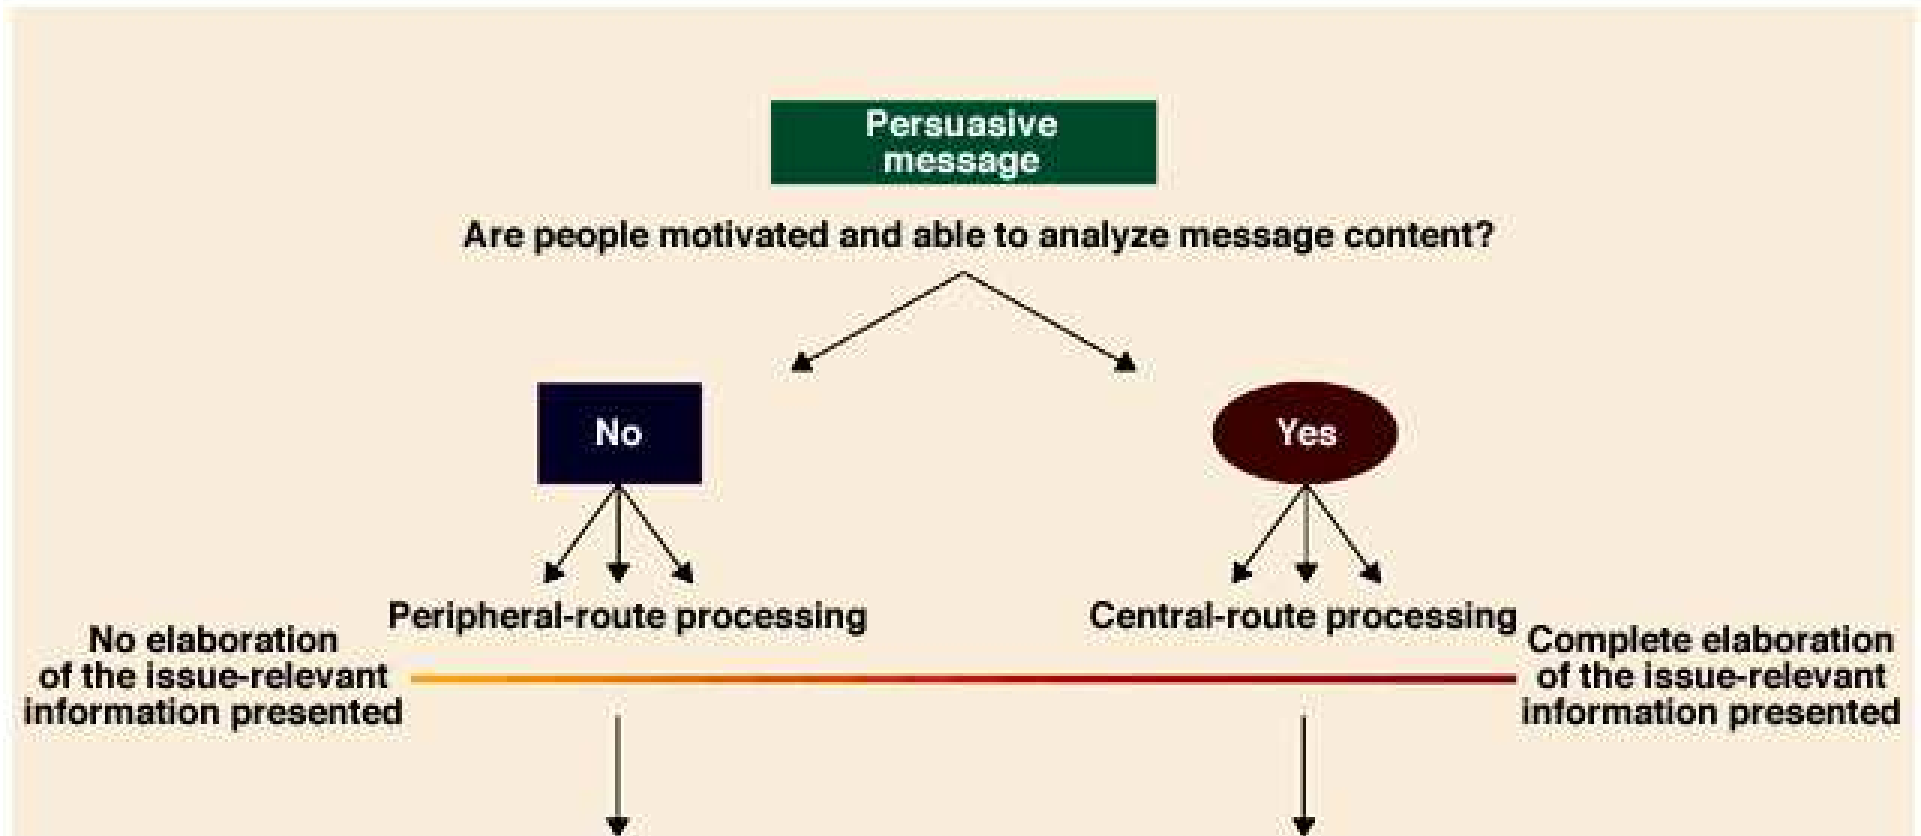 Persuasive
message
Are people motivated and able to analyze message content?
No
Yes
Peripheral-route processing
Central-route processing
No elaboration
of the issue-relevant
information presented
Complete elaboration
of the issue-relevant
information presented